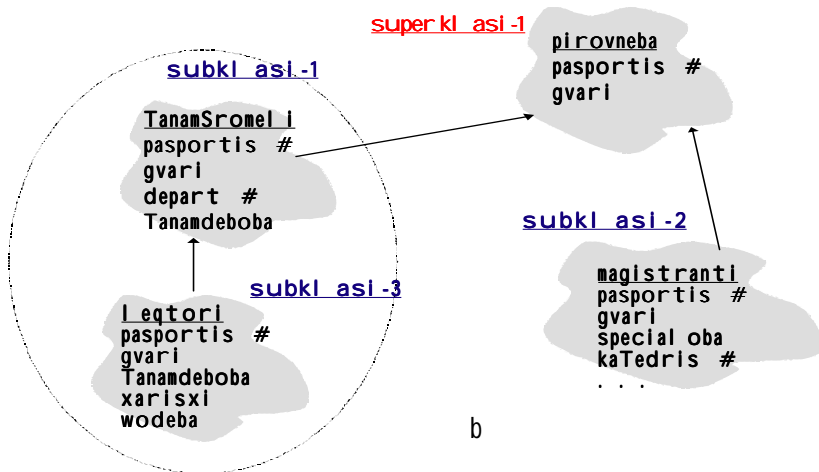 superklasi-1
pirovneba
pasportis #
gvari
subklasi-1
TanamSromeli
pasportis #
gvari
depart #
Tanamdeboba
subklasi-2
magistranti
pasportis #
gvari
specialoba
kaTedris #
. . .
subklasi-3
leqtori
pasportis #
gvari
Tanamdeboba
xarisxi
wodeba
b